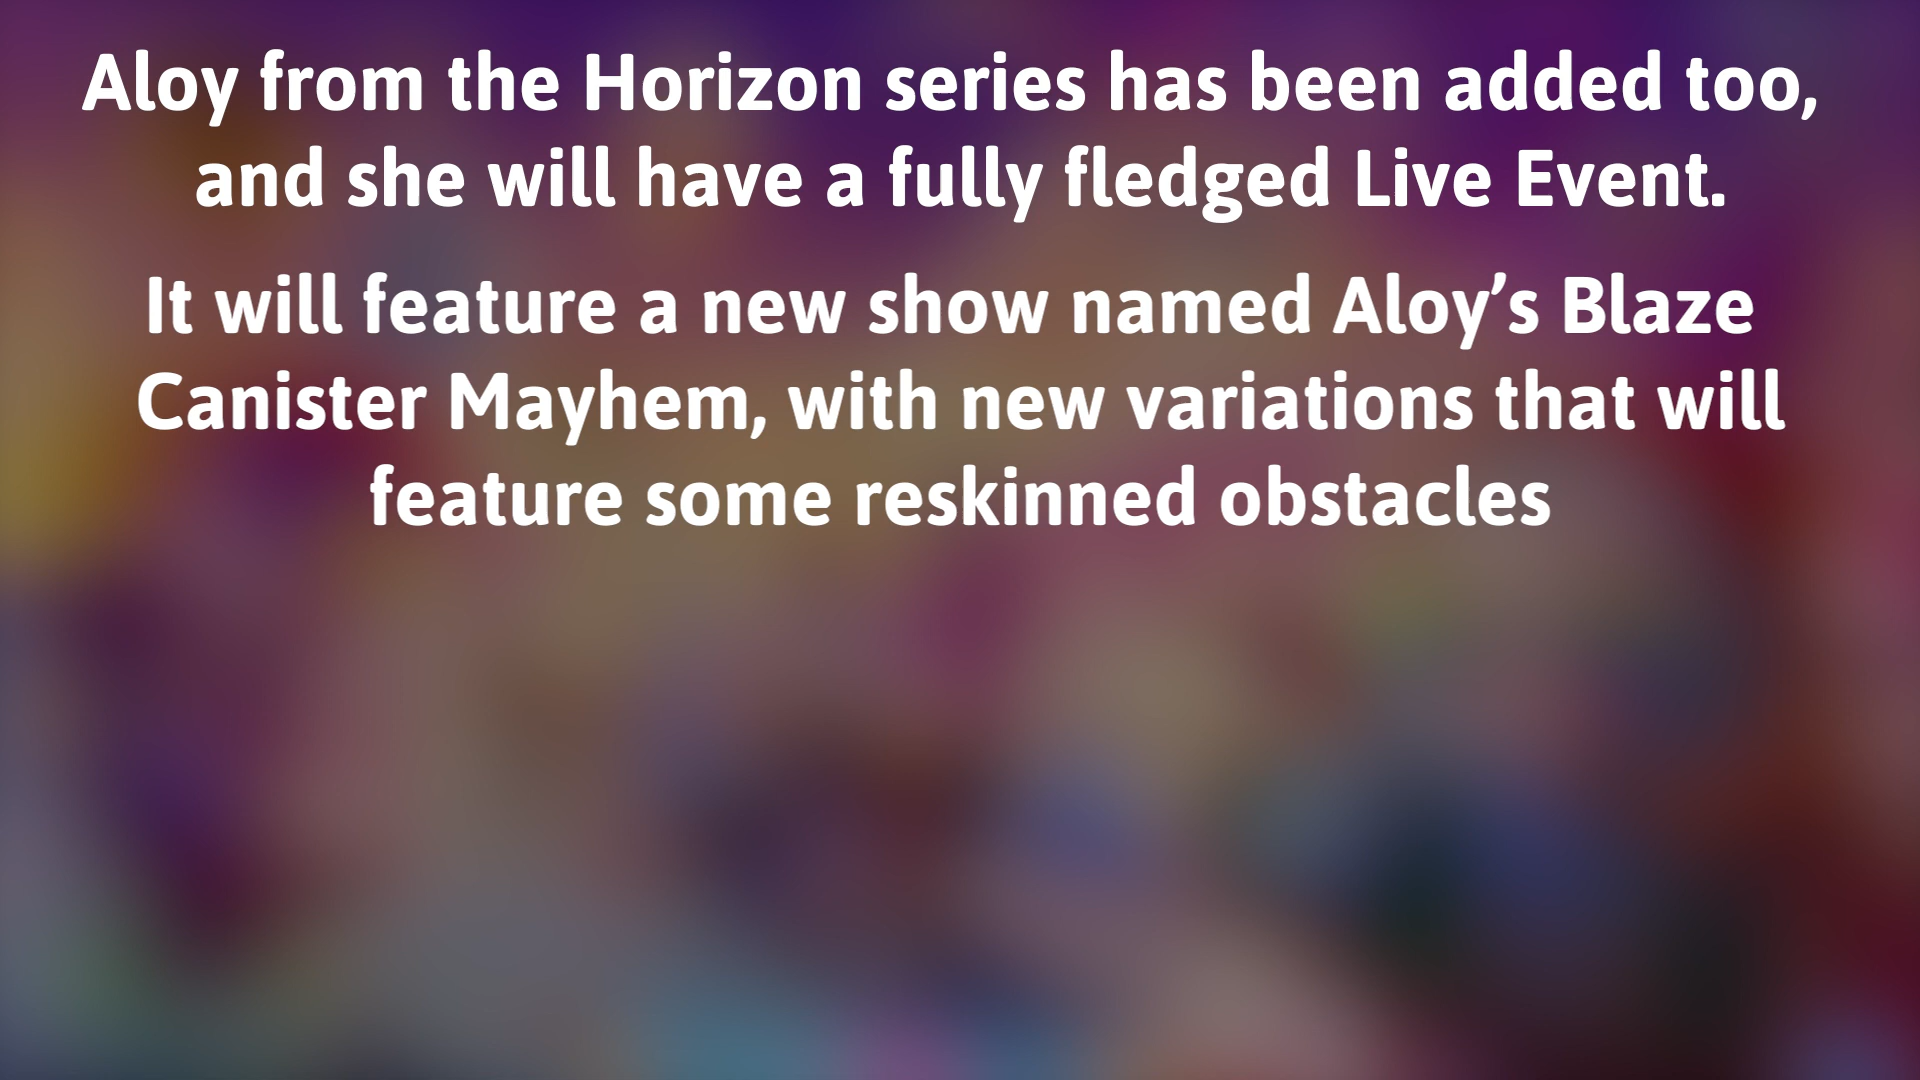 Aloy from the Horizon series has been added too,
and she will have a fully fledged Live Event.
It will feature a new show named Aloy’s Blaze
Canister Mayhem, with new variations that will
feature some reskinned obstacles